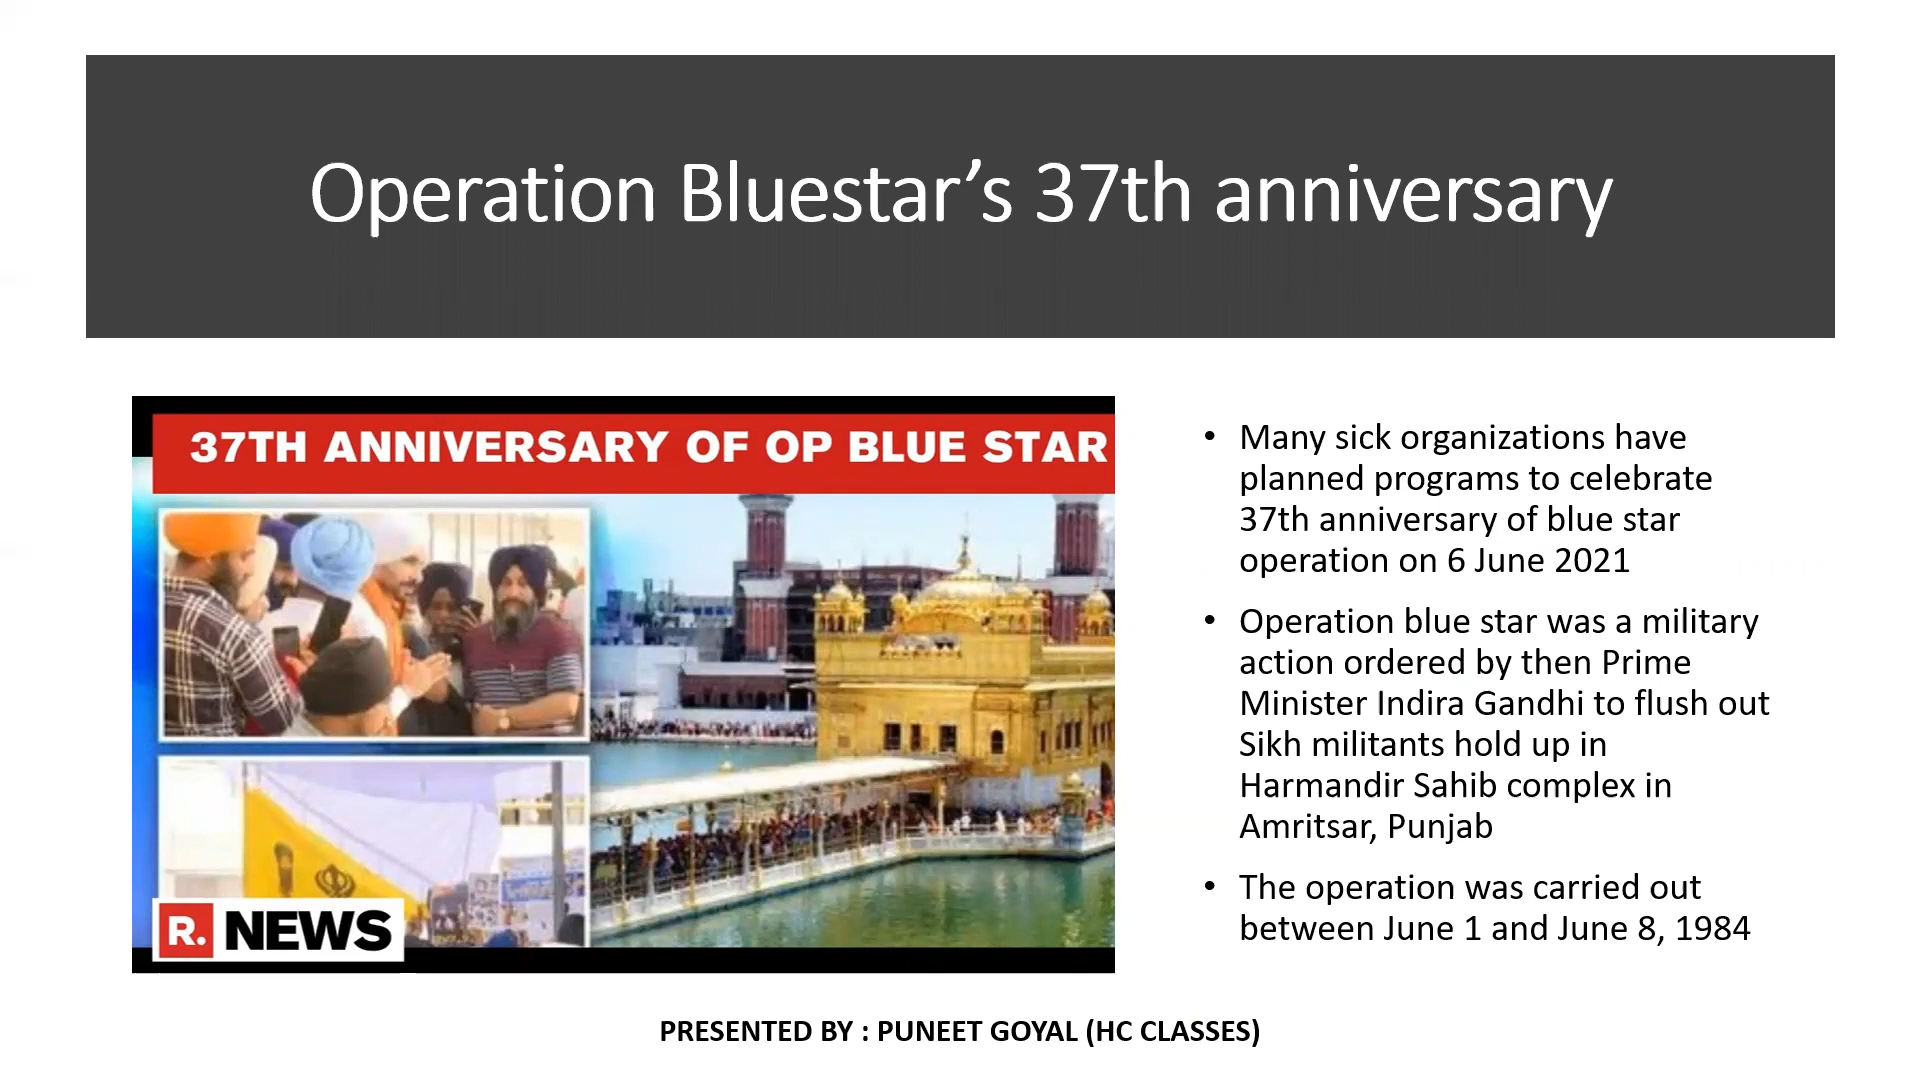 Operation Bluestar’s 37th anniversary
37TH ANNIVERSARY OF OP BLUE STAR
R. NEWS
• Many sick organizations have
planned programs to celebrate
37th anniversary of blue star
operation on 6 June 2021
• Operation blue star was a military
action ordered by then Prime
Minister Indira Gandhi to flush out
Sikh militants hold up in
Harmandir Sahib complex in
Amritsar, Punjab
• The operation was carried out
between June 1 and June 8, 1984
PRESENTED BY : PUNEET GOYAL (HC CLASSES)